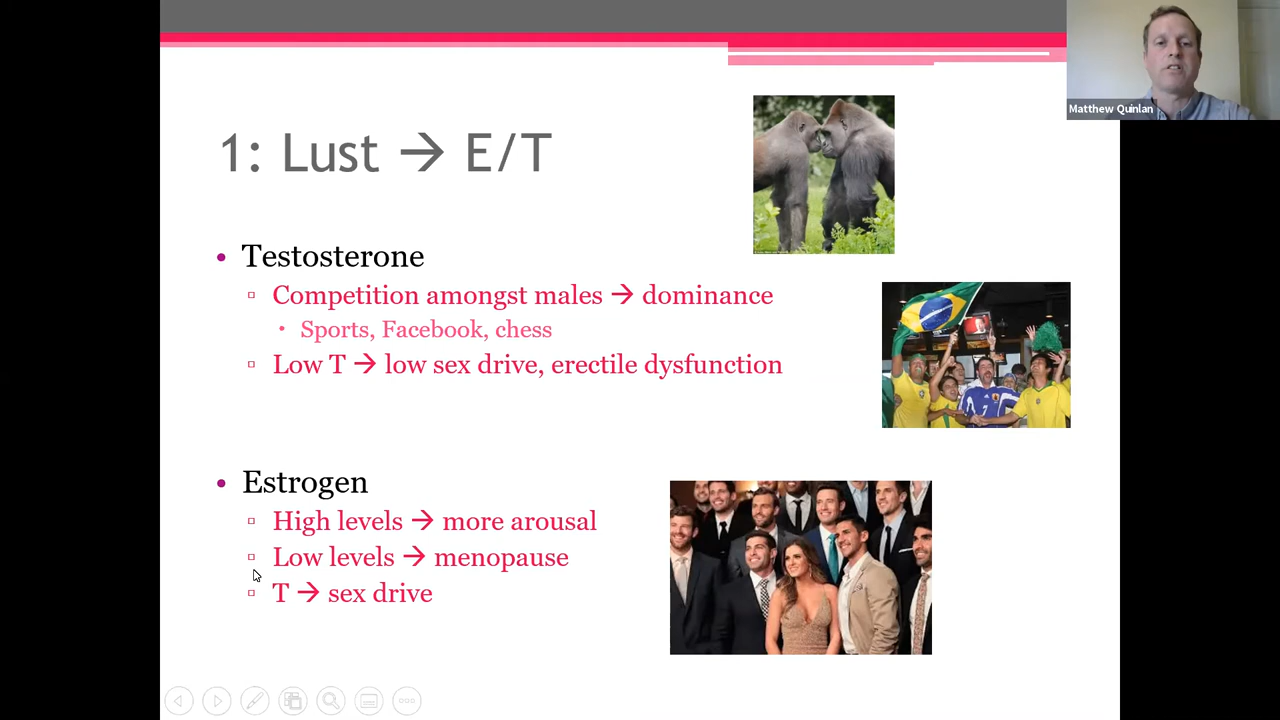 Matthew Quinlan
1: Lust → E/T
• Testosterone
▫ Competition amongst males → dominance
• Sports, Facebook, chess
▫ Low T → low sex drive, erectile dysfunction
• Estrogen
▫ High levels → more arousal
▫ Low levels → menopause
▫ T → sex drive